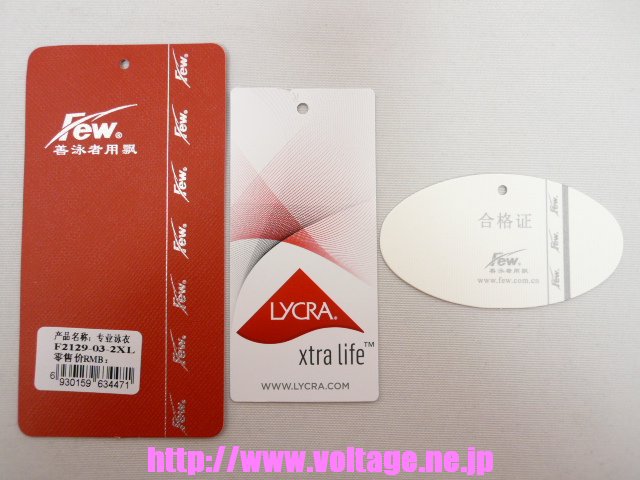 Few®
善泳者用飘
Few
Few
Few
Few
Few
Few
Few
产品名称：专业泳衣
F2129-03-2XL
零售价RMB：
6 930159 634471
LYCRA®
xtra life™
WWW.LYCRA.COM
合格证
Few®
善泳者用飘
www.few.com.cn
Few
Few
Few
http://www.voltage.ne.jp